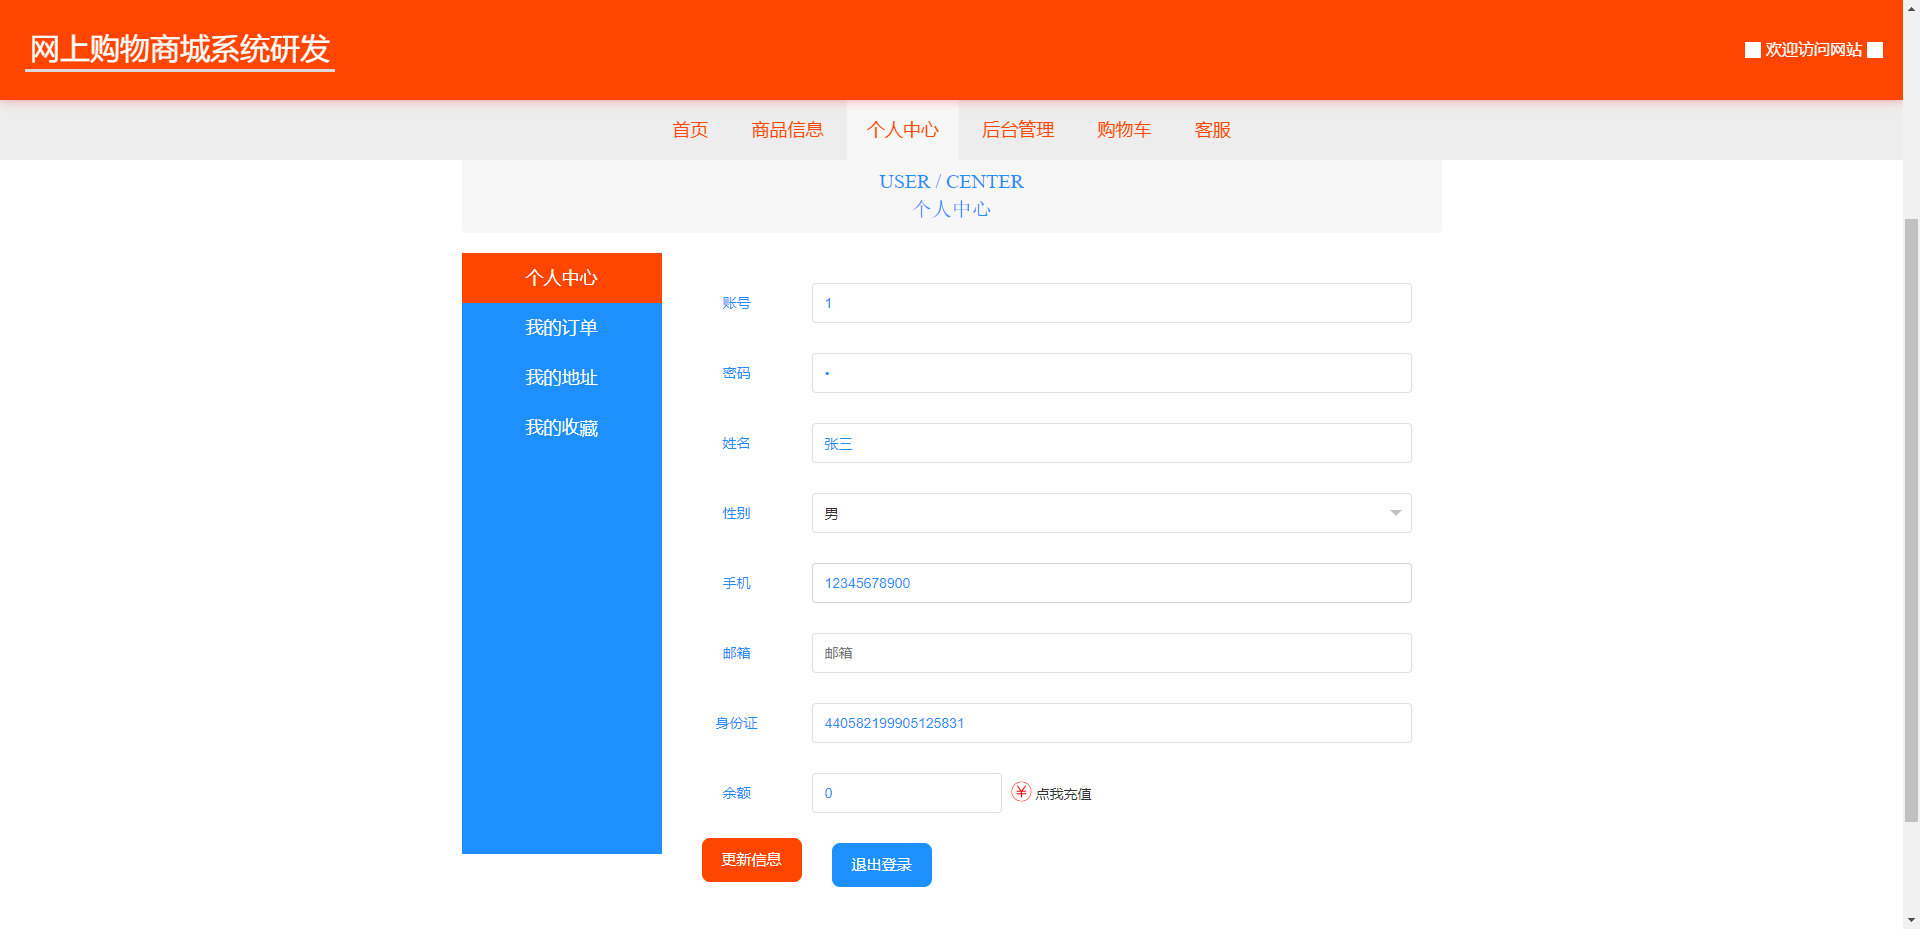 网上购物商城系统研发
欢迎访问网站
首页 商品信息 个人中心 后台管理 购物车 客服
USER / CENTER
个人中心
个人中心
我的订单
我的地址
我的收藏
账号 1
密码 •
姓名 张三
性别 男
手机 12345678900
邮箱 邮箱
身份证 440582199905125831
余额 0 点我充值
更新信息 退出登录